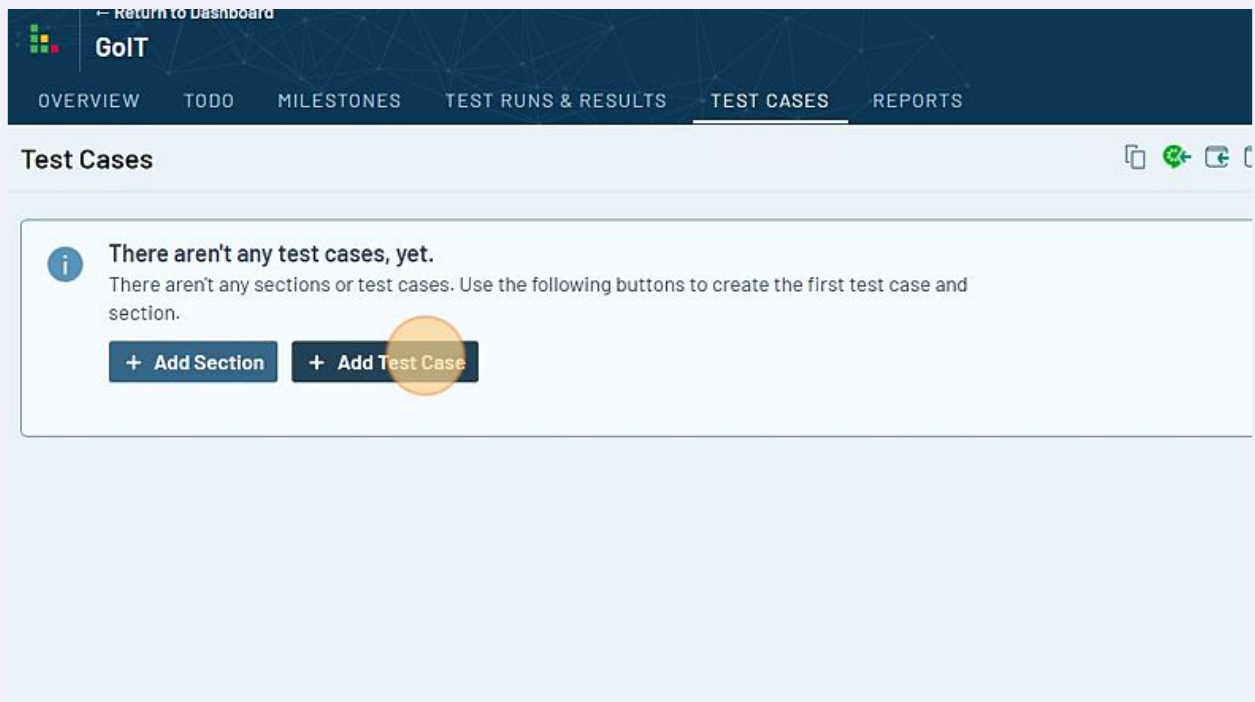 ← Return to Dashboard
GoIT
OVERVIEW TODO MILESTONES TEST RUNS & RESULTS TEST CASES REPORTS
Test Cases
There aren't any test cases, yet.
There aren't any sections or test cases. Use the following buttons to create the first test case and
section.
+ Add Section + Add Test Case